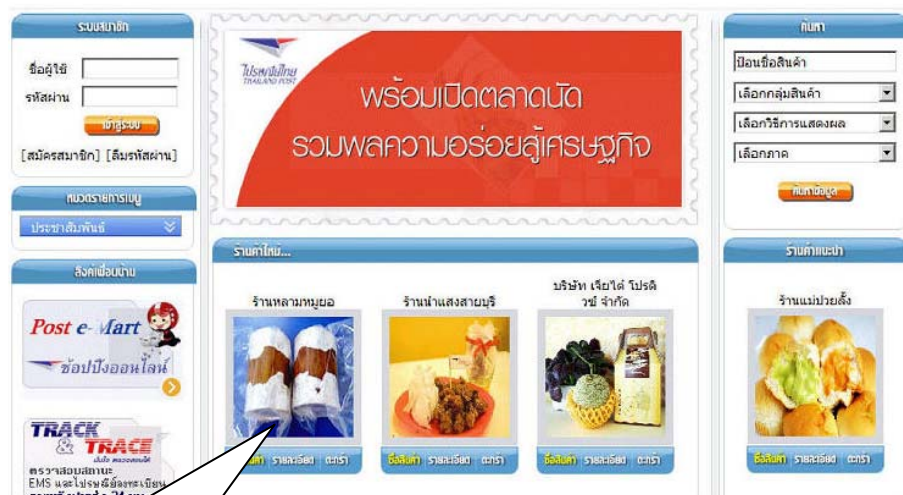 ระบบสมาชิก
ชื่อผู้ใช้
รหัสผ่าน
เข้าสู่ระบบ
[สมัครสมาชิก] [ลืมรหัสผ่าน]
หมวดรายการเมนู
ประชาสัมพันธ์
ลิงค์เพื่อนบ้าน
Post e-Mart
ช้อปปิ้งออนไลน์
TRACK
& TRACE
ตรวจสอบสถานะ
EMS และไปรษณีย์ลงทะเบียน
ไปรษณีย์ไทย
THAILAND POST
พร้อมเปิดตลาดนัด
รวมพลความอร่อยสู้เศรษฐกิจ
ร้านค้าใหม่...
ร้านหลามหมูยอ
ซื้อสินค้า รายละเอียด ตะกร้า
ร้านนำแสงสายบุรี
ซื้อสินค้า รายละเอียด ตะกร้า
บริษัท เจียไต๋ โปรดิ
วซ์ จำกัด
ซื้อสินค้า รายละเอียด ตะกร้า
ค้นหา
ป้อนชื่อสินค้า
เลือกกลุ่มสินค้า
เลือกวิธีการแสดงผล
เลือกภาค
ค้นหาข้อมูล
ร้านค้าแนะนำ
ร้านแม่ป่วยลั้ง
ซื้อสินค้า รายละเอียด ตะกร้า